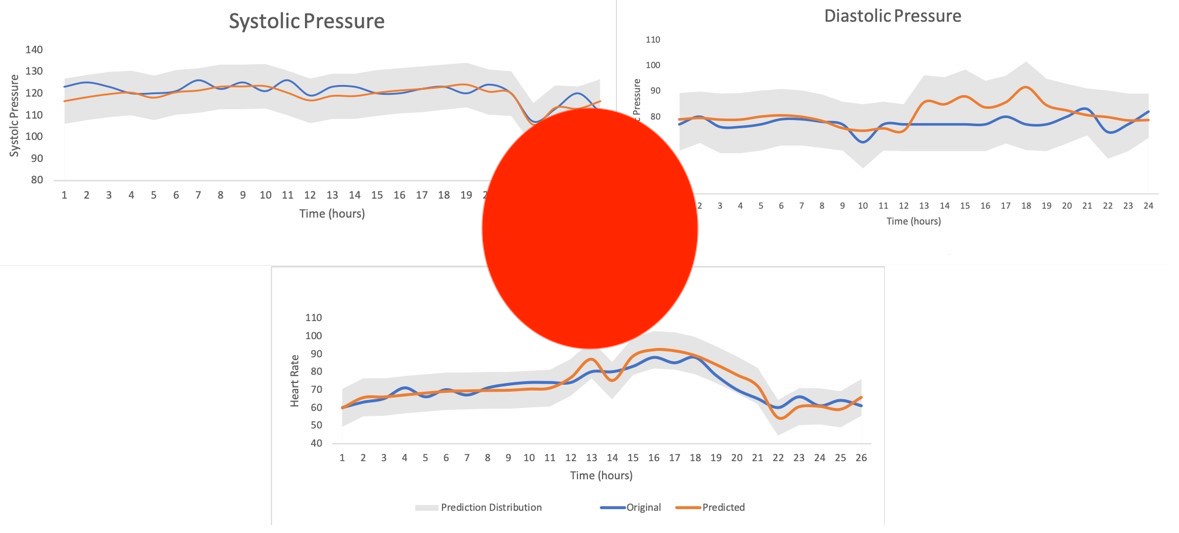 Systolic Pressure
140
130
120
110
100
90
80
Systolc Pressure
1 2 3 4 5 6 7 8 9 10 11 12 13 14 15 16 17 18 19
Time (hours)
Diastolic Pressure
110
100
90
80
Pressure
2 3 4 5 6 7 8 9 10 11 12 13 14 15 16 17 18 19 20 21 22 23 24
Time (hours)
110
100
90
80
70
60
50
40
Heart Rate
1 2 3 4 5 6 7 8 9 10 11 12 13 14 15 16 17 18 19 20 21 22 23 24 25 26
Time (hours)
Prediction Distribution Original Predicted